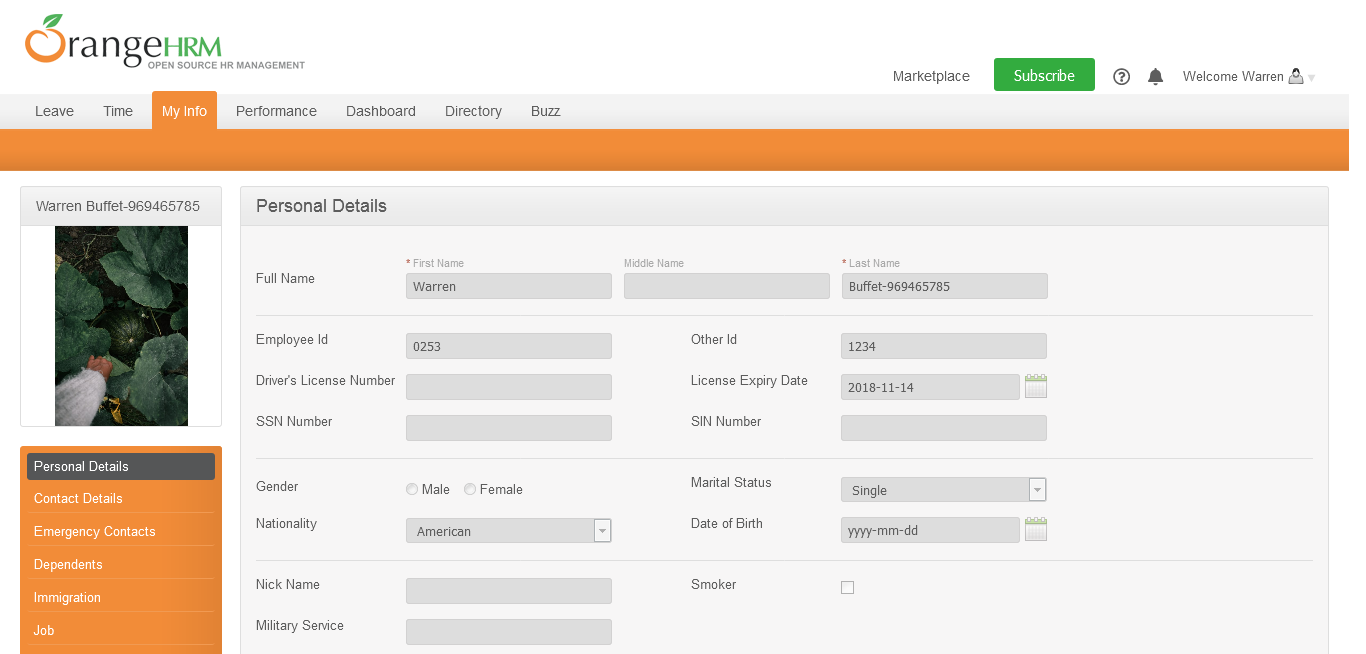 OrangeHRM
OPEN SOURCE HR MANAGEMENT
Marketplace Subscribe ? Welcome Warren
Leave Time My Info Performance Dashboard Directory Buzz
Warren Buffet-969465785
Personal Details
* First Name Middle Name * Last Name
Full Name Warren Buffet-969465785
Employee Id 0253 Other Id 1234
Driver's License Number License Expiry Date 2018-11-14
SSN Number SIN Number
Gender Male Female Marital Status Single
Nationality American Date of Birth yyyy-mm-dd
Nick Name Smoker
Military Service
Personal Details
Contact Details
Emergency Contacts
Dependents
Immigration
Job